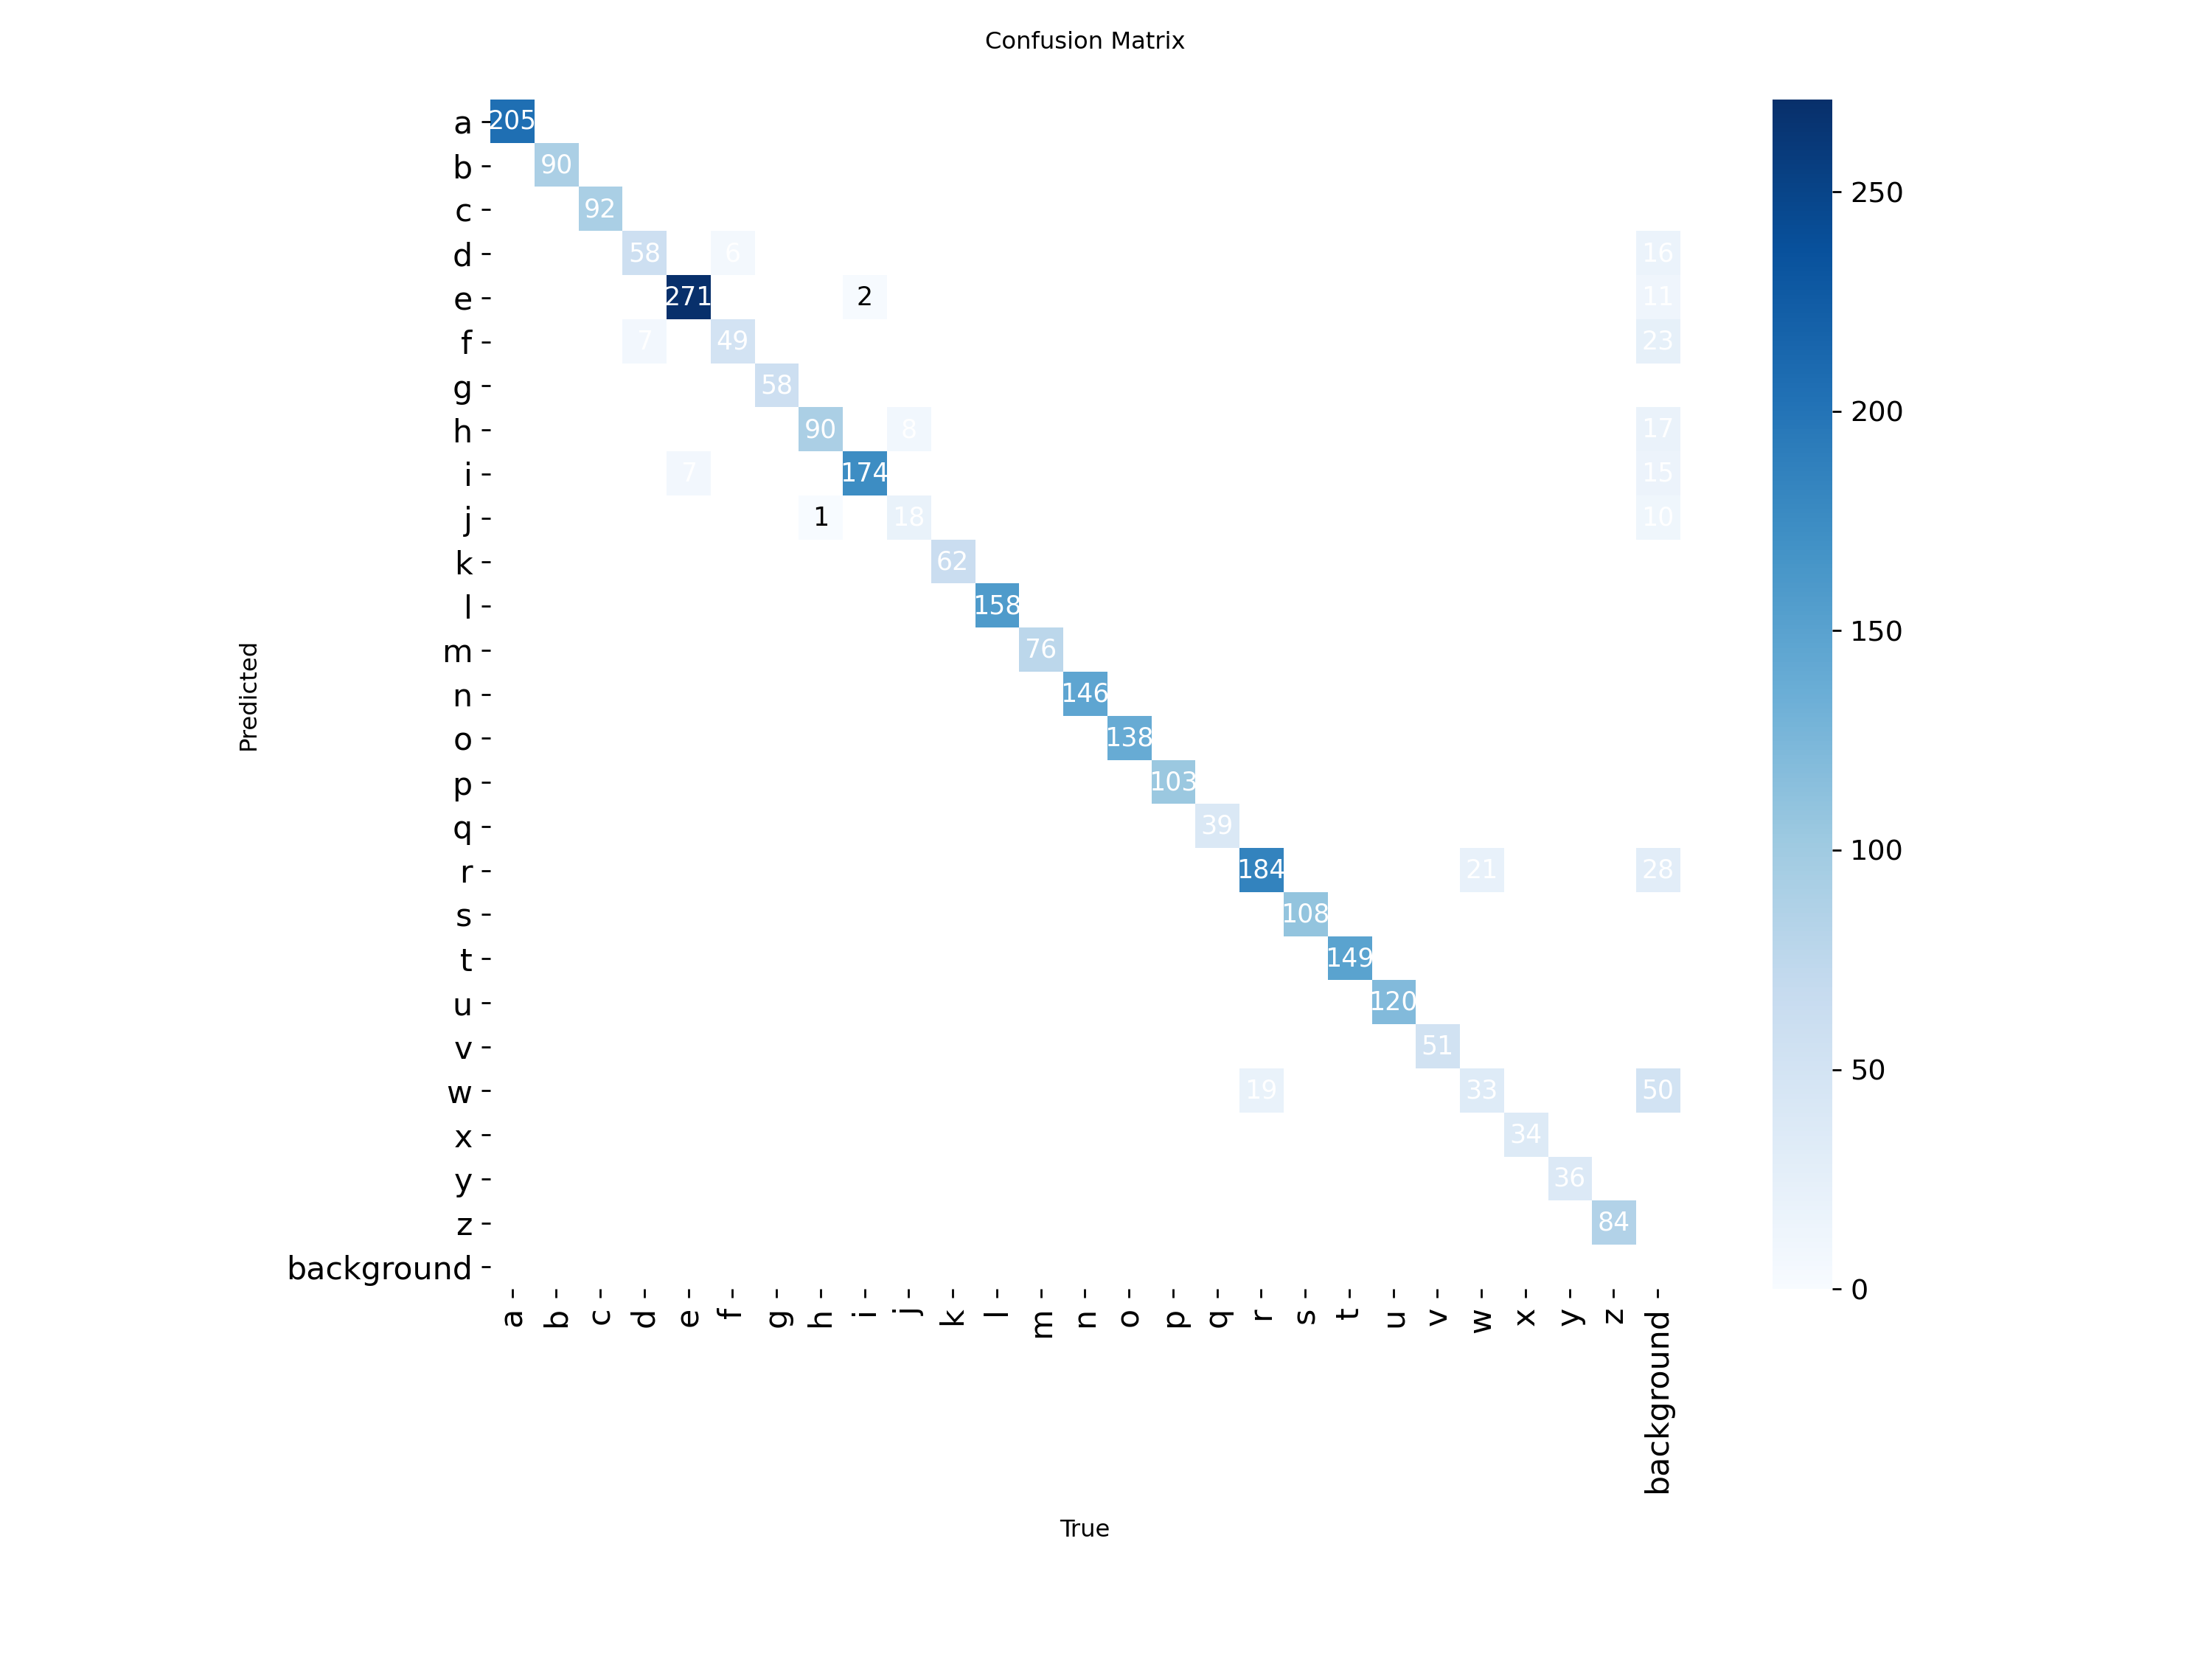 Confusion Matrix
a 205
b 90
c 92
d 58 6 16
e 271 2 11
f 7 49 23
g 58
h 90 8 17
i 7 174 15
j 1 18 10
k 62
l 158
m 76
n 146
o 138
p 103
q 39
r 184 21 28
s 108
t 149
u 120
v 51
w 19 33 50
x 34
y 36
z 84
background
a b c d e f g h i j k l m n o p q r s t u v w x y z background
Predicted
True
250
200
150
100
50
0